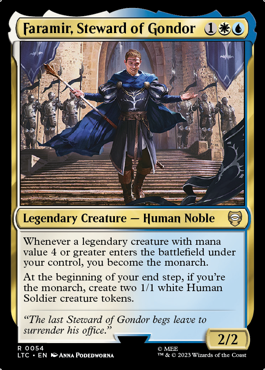 Faramir, Steward of Gondor 1
Legendary Creature — Human Noble
Whenever a legendary creature with mana
value 4 or greater enters the battlefield under
your control, you become the monarch.
At the beginning of your end step, if you're
the monarch, create two 1/1 white Human
Soldier creature tokens.
"The last Steward of Gondor begs leave to
surrender his office."
2/2
R 0054
LTC • EN ANNA PODEDWORNA
© MEE
™ & © 2023 Wizards of the Coast